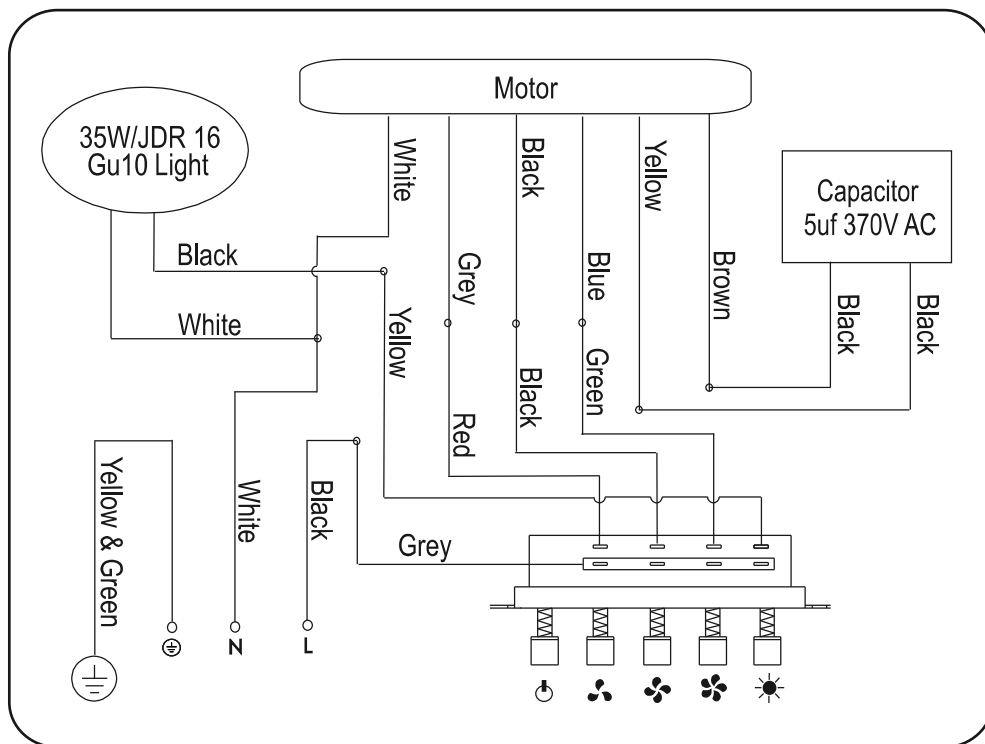 Motor
35W/JDR 16
Gu10 Light
White
Black
Yellow
Capacitor
5uf 370V AC
Black
Grey
Blue
Brown
White
Yellow
Black
Black
Black
Green
Red
Yellow & Green
White
Black
Grey
N
L